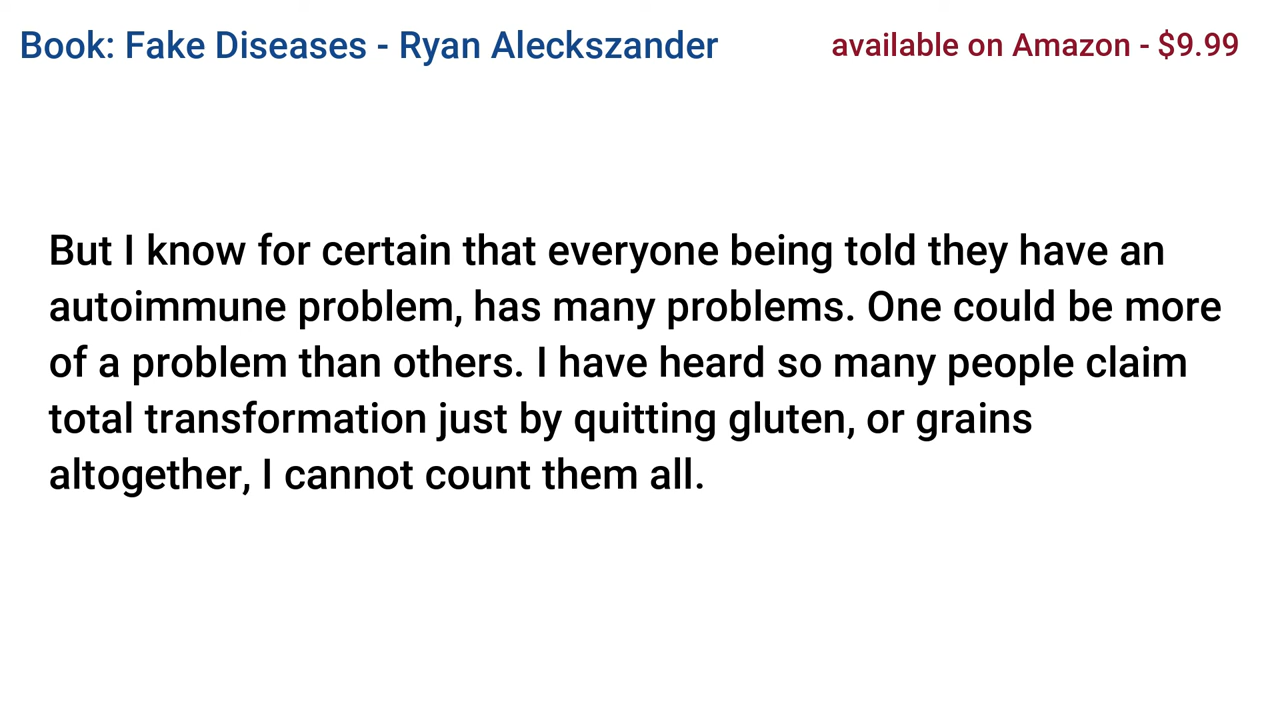 Book: Fake Diseases - Ryan Aleckszander
available on Amazon - $9.99
But I know for certain that everyone being told they have an
autoimmune problem, has many problems. One could be more
of a problem than others. I have heard so many people claim
total transformation just by quitting gluten, or grains
altogether, I cannot count them all.